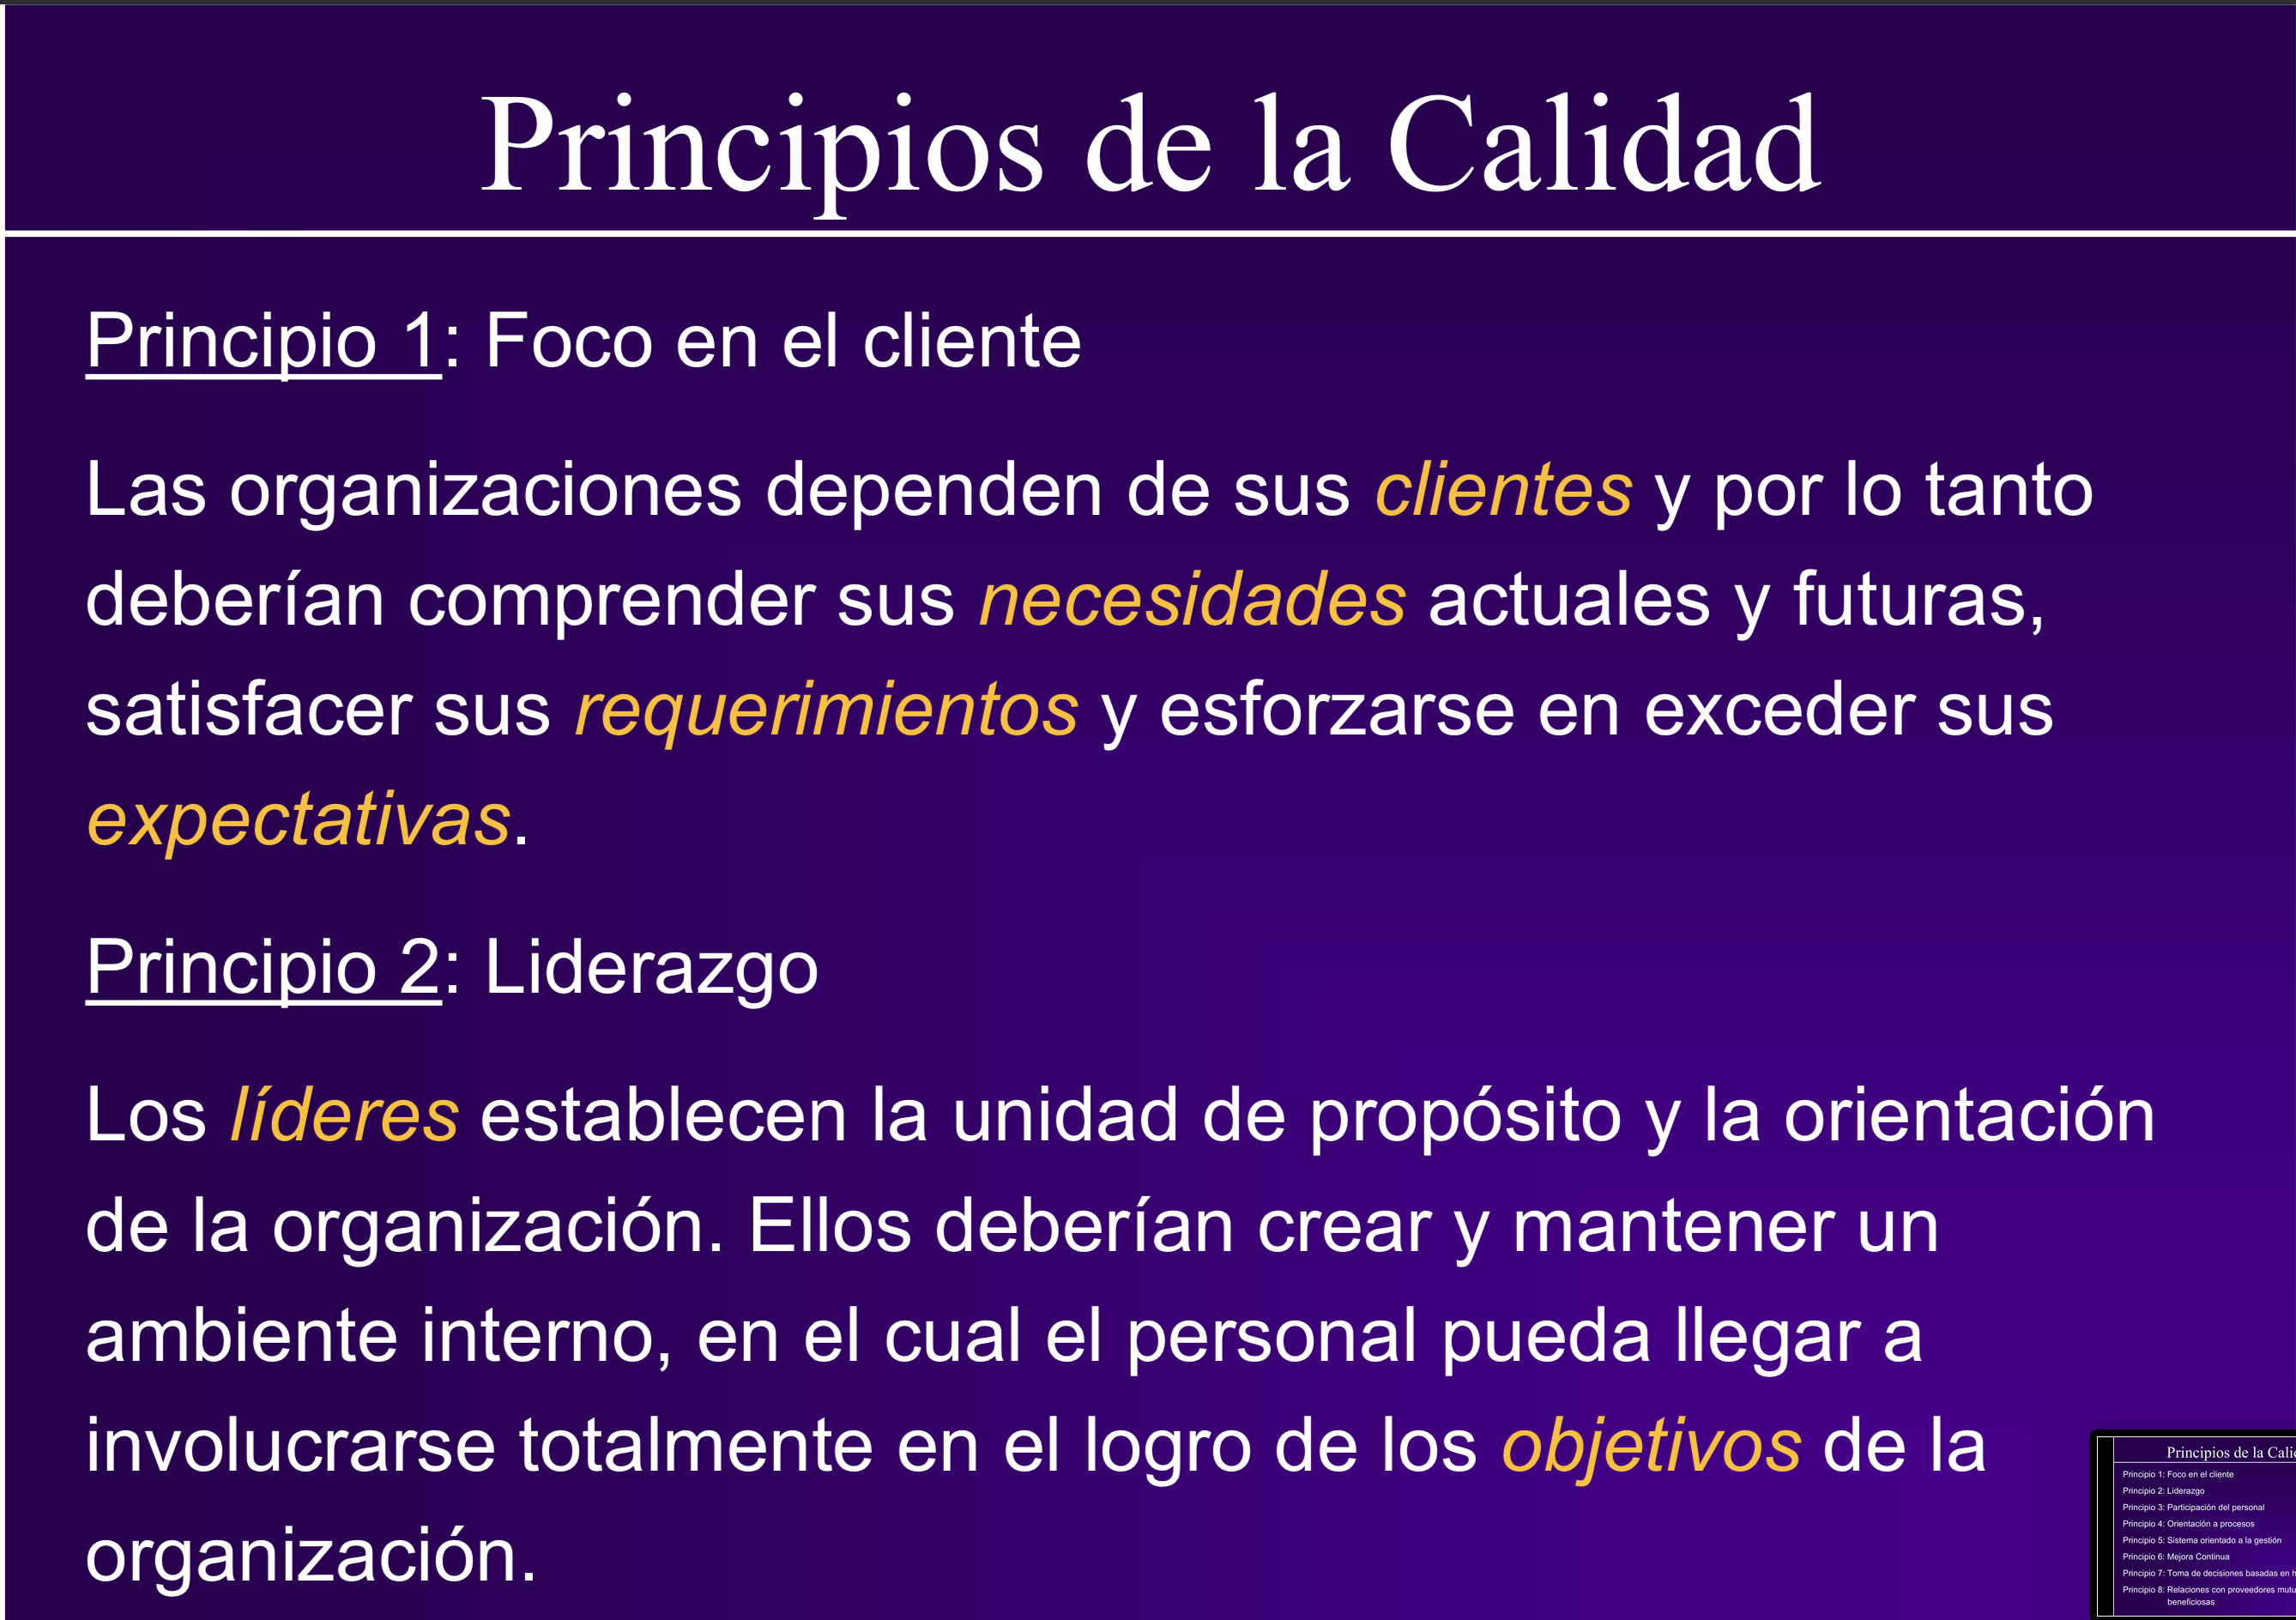 Principios de la Calidad
Principio 1: Foco en el cliente
Las organizaciones dependen de sus clientes y por lo tanto
deberían comprender sus necesidades actuales y futuras,
satisfacer sus requerimientos y esforzarse en exceder sus
expectativas.
Principio 2: Liderazgo
Los líderes establecen la unidad de propósito y la orientación
de la organización. Ellos deberían crear y mantener un
ambiente interno, en el cual el personal pueda llegar a
involucrarse totalmente en el logro de los objetivos de la
organización.
Principios de la
Principio 1: Foco en el cliente
Principio 2: Liderazgo
Principio 3: Participación del personal
Principio 4: Orientación a procesos
Principio 5: Sistema orientado a la gestión
Principio 6: Mejora Continua
Principio 7: Toma de decisiones basadas en
Principio 8: Relaciones con proveedores
beneficiosas